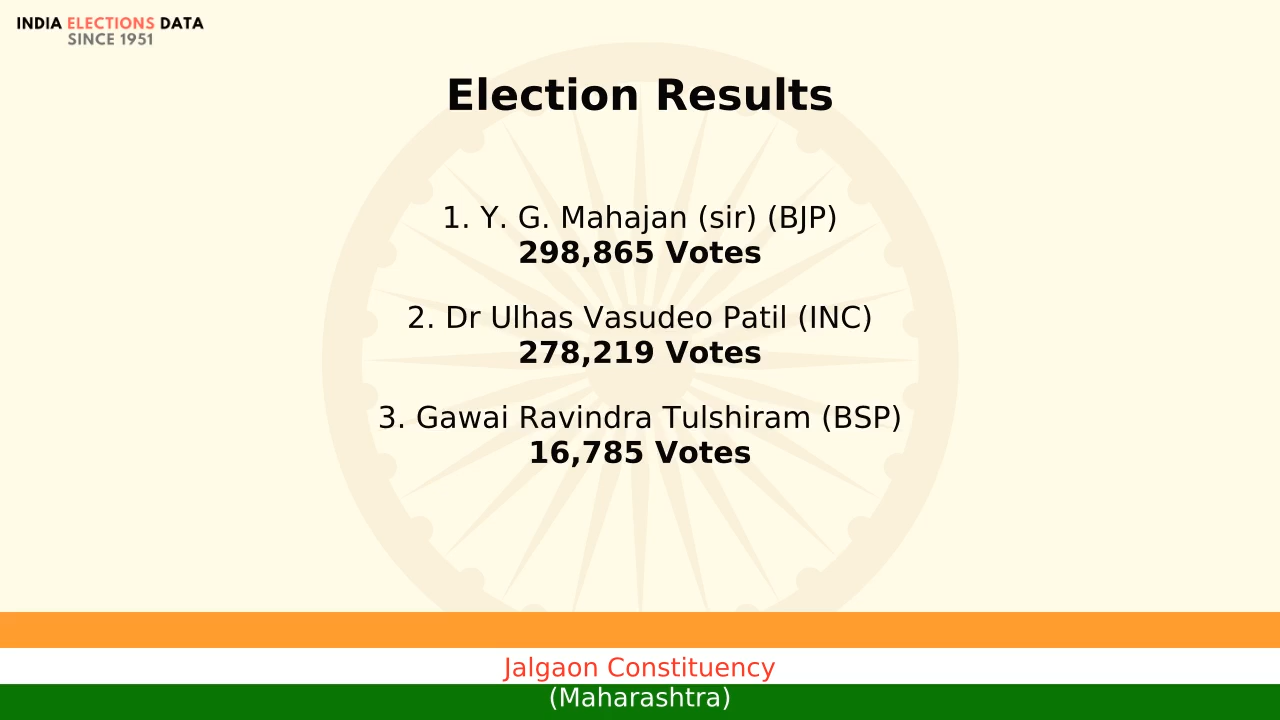 INDIA ELECTIONS DATA
SINCE 1951
Election Results
1. Y. G. Mahajan (sir) (BJP)
298,865 Votes
2. Dr Ulhas Vasudeo Patil (INC)
278,219 Votes
3. Gawai Ravindra Tulshiram (BSP)
16,785 Votes
Jalgaon Constituency
(Maharashtra)